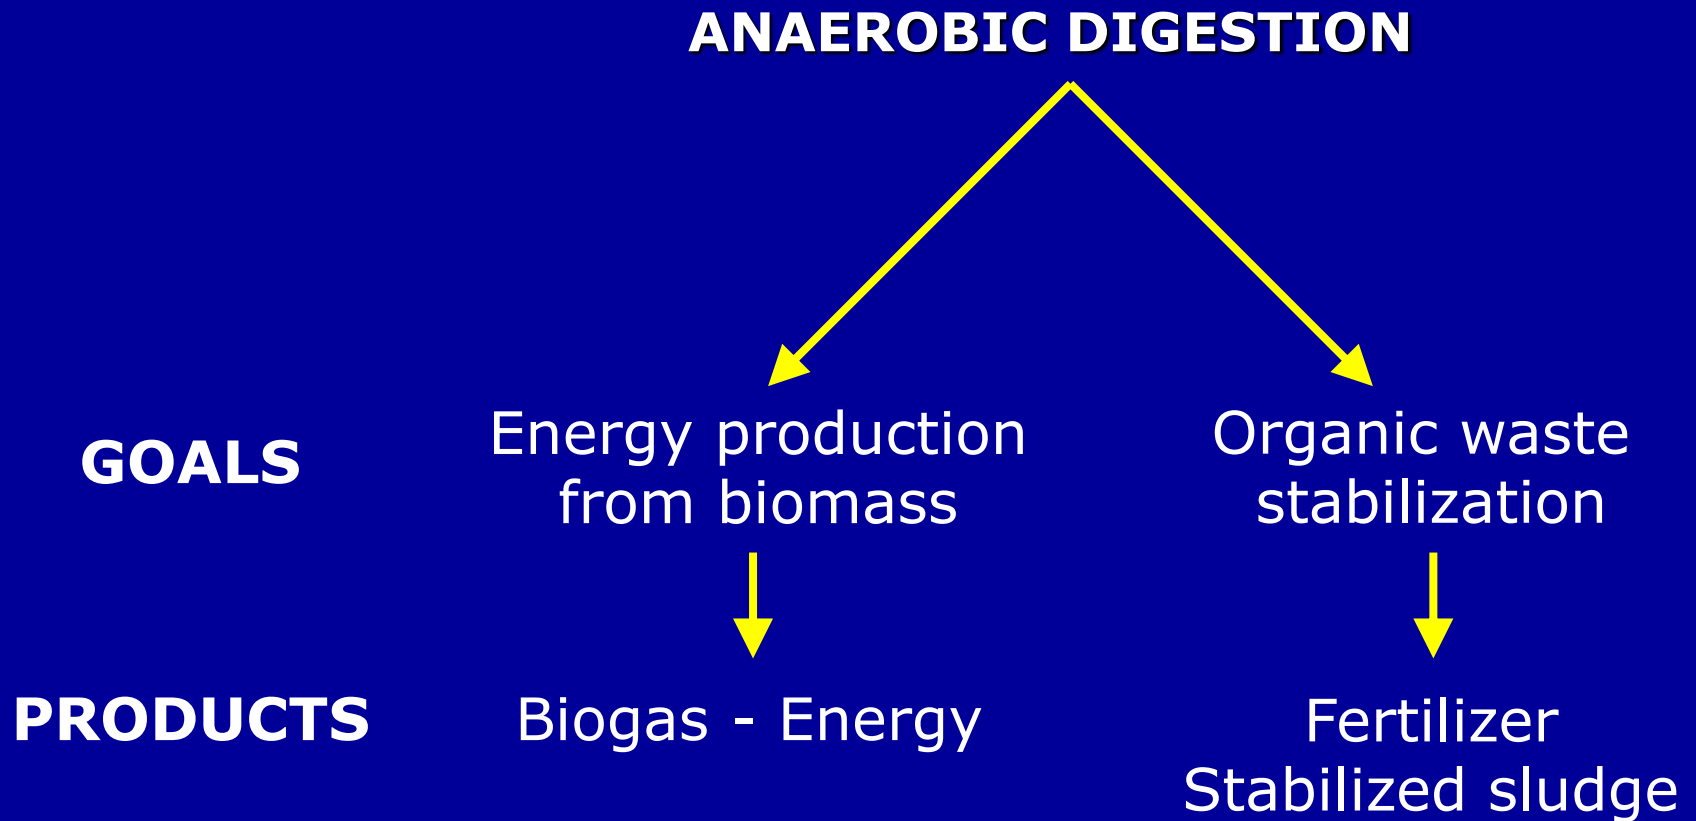 ANAEROBIC DIGESTION
GOALS
Energy production
from biomass
Organic waste
stabilization
PRODUCTS
Biogas - Energy
Fertilizer
Stabilized sludge